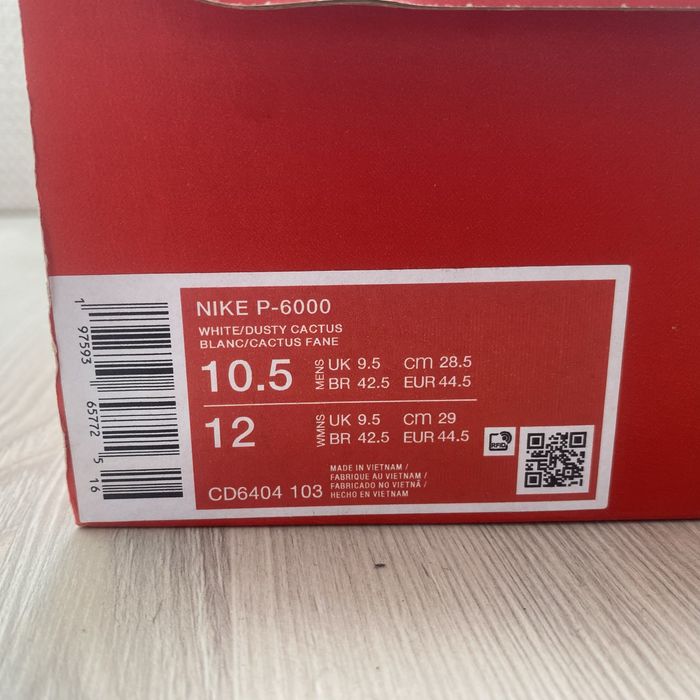 NIKE P-6000
WHITE/DUSTY CACTUS
BLANC/CACTUS FANE
10.5 MENS UK 9.5 CM 28.5
BR 42.5 EUR 44.5
12 WMNS UK 9.5 CM 29
BR 42.5 EUR 44.5
CD6404 103
MADE IN VIETNAM /
FABRIQUE AU VIETNAM /
FABRICADO NO VIETNÃ /
HECHO EN VIETNAM
RFID
1 97593 65772 5 16